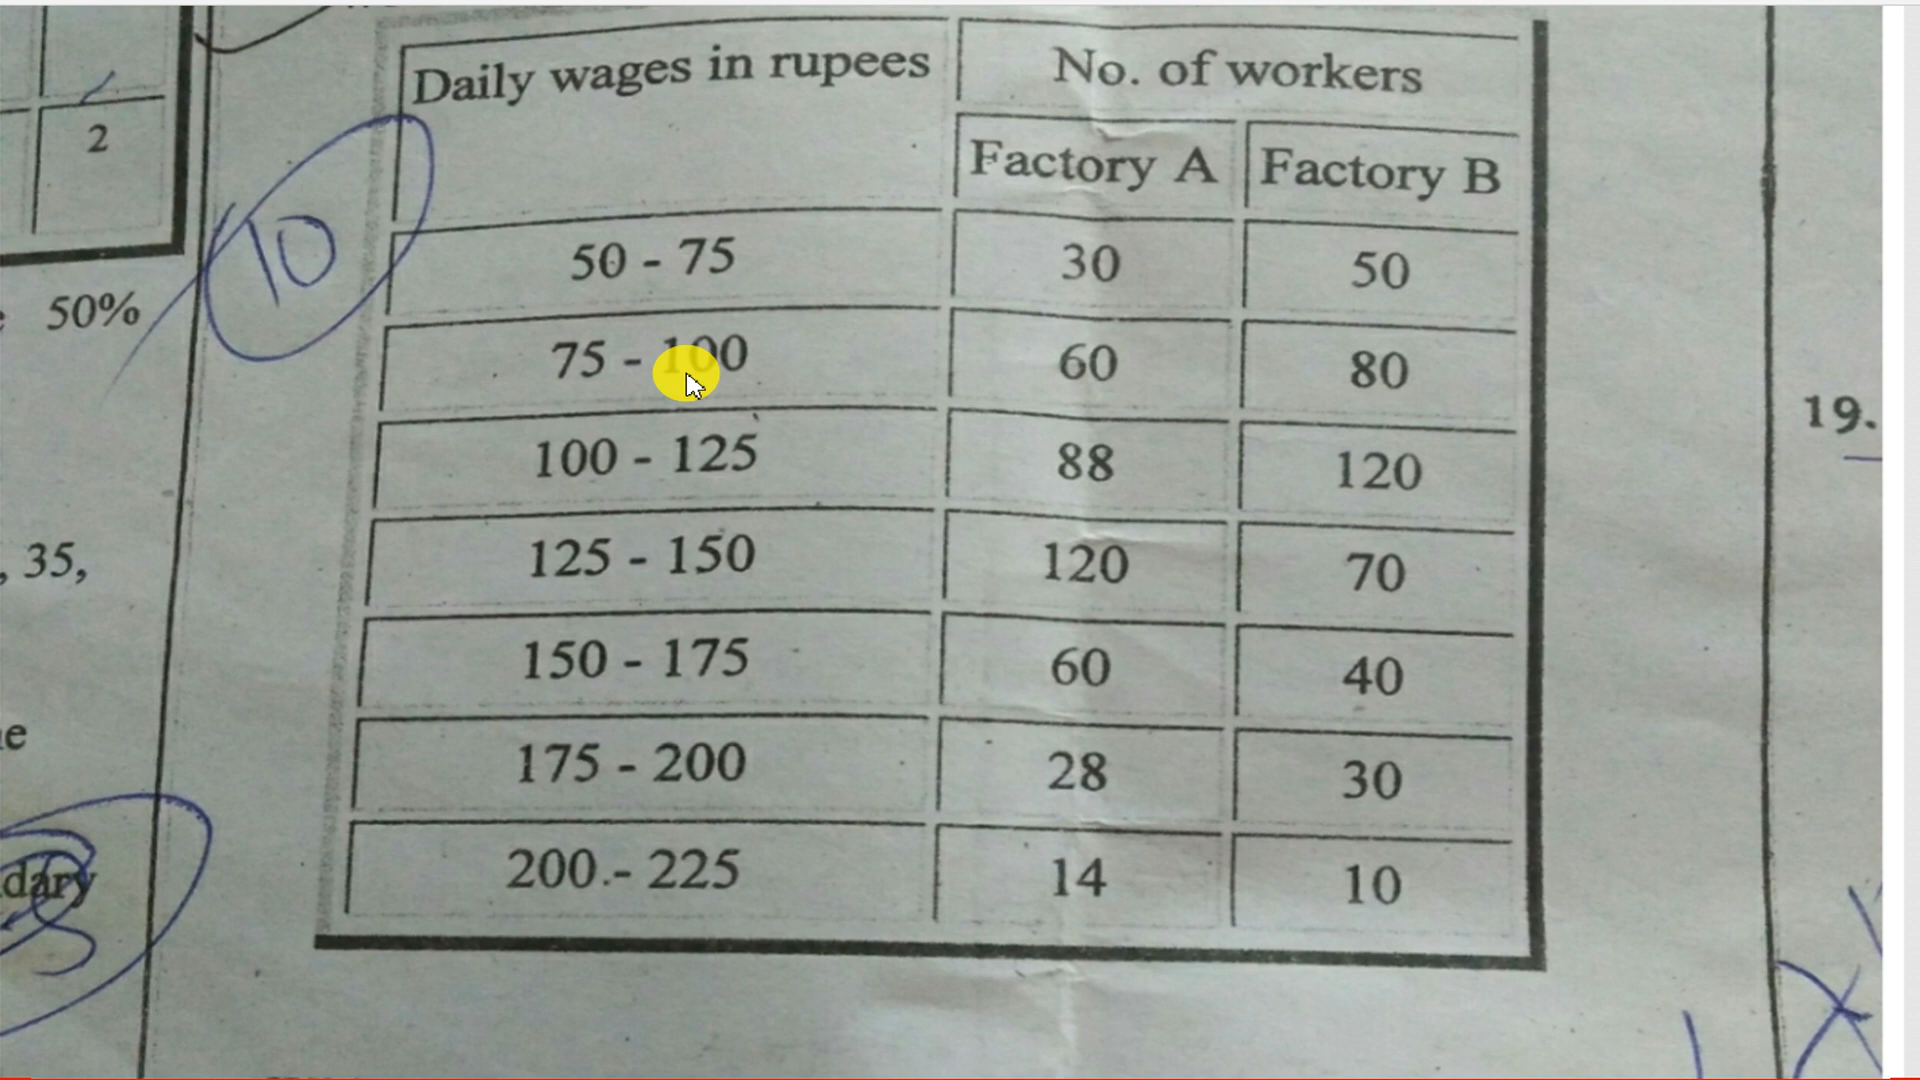 Daily wages in rupees No. of workers
Factory A Factory B
50 - 75 30 50
75 - 100 60 80
100 - 125 88 120
125 - 150 120 70
150 - 175 60 40
175 - 200 28 30
200.- 225 14 10
2
10
50%
, 35,
dary
19.